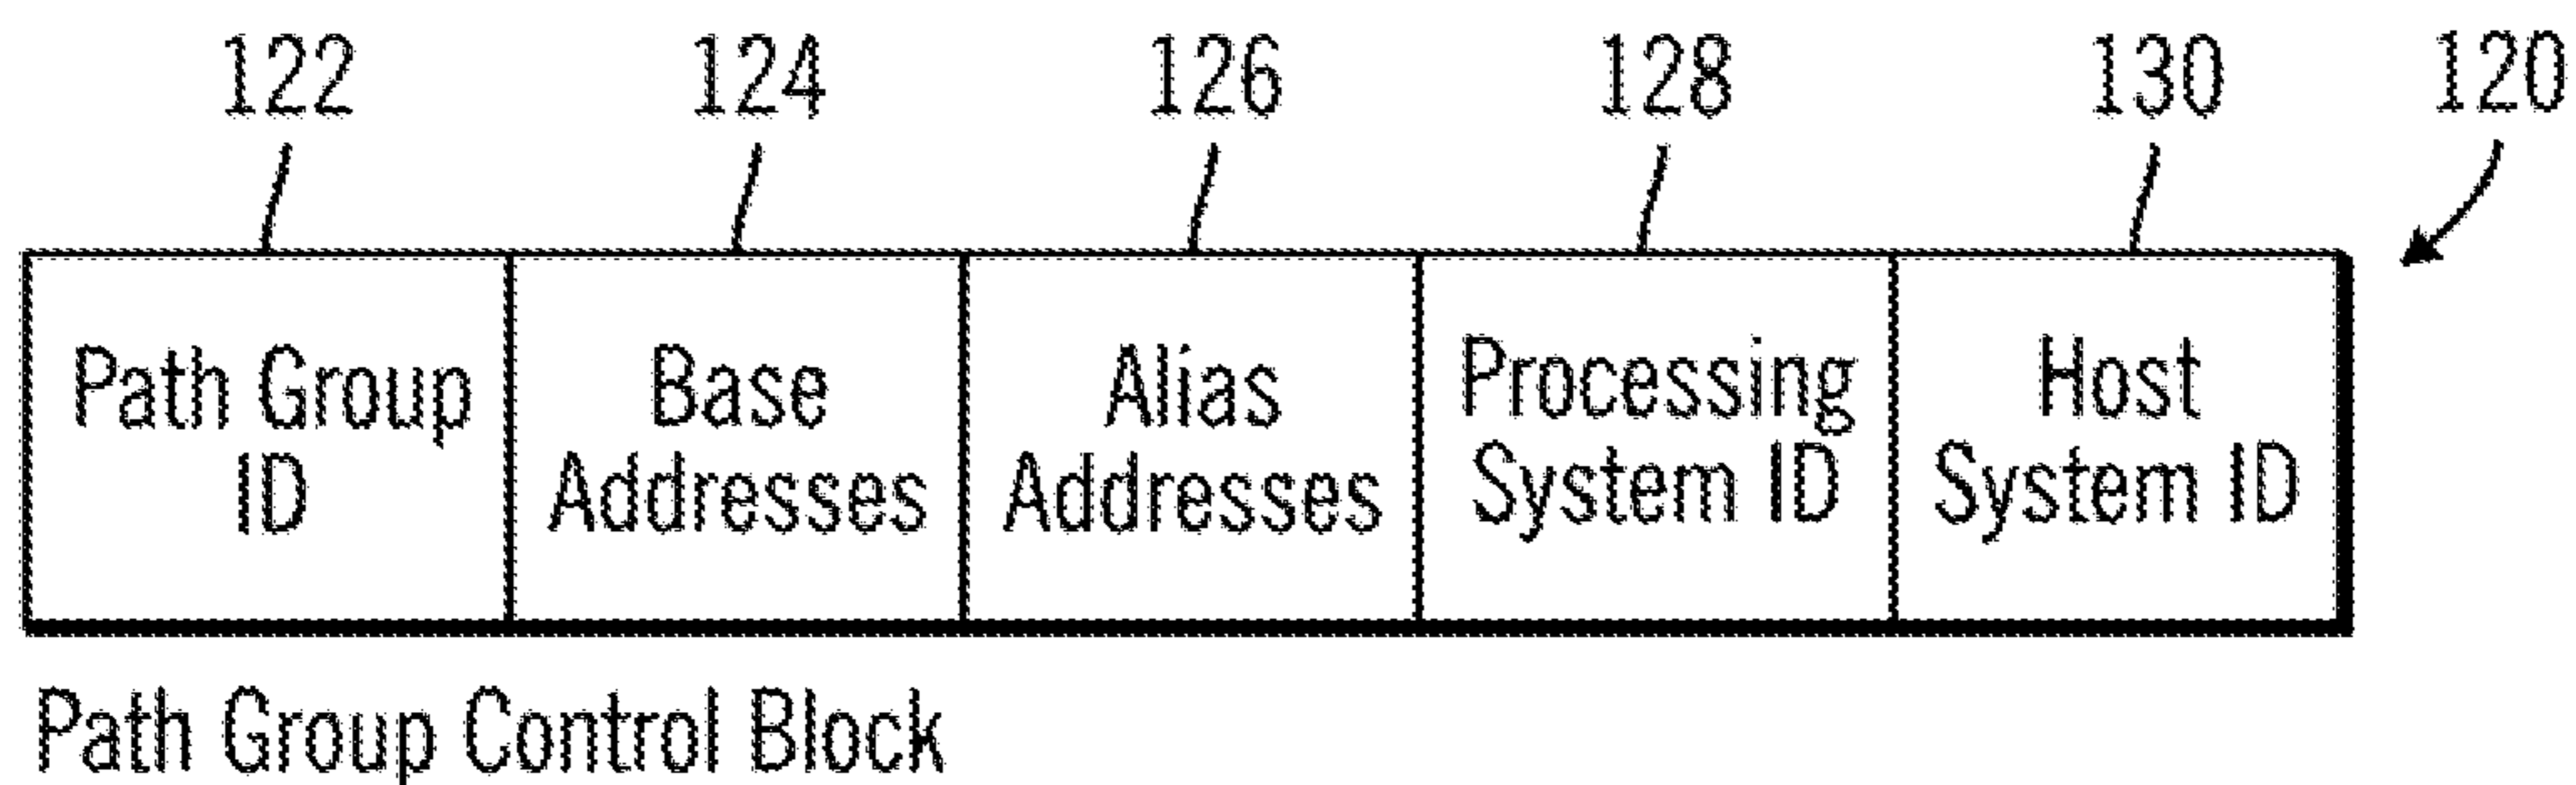 122 124 126 128 130 120
Path Group Base Alias Processing Host
ID Addresses Addresses System ID System ID
Path Group Control Block